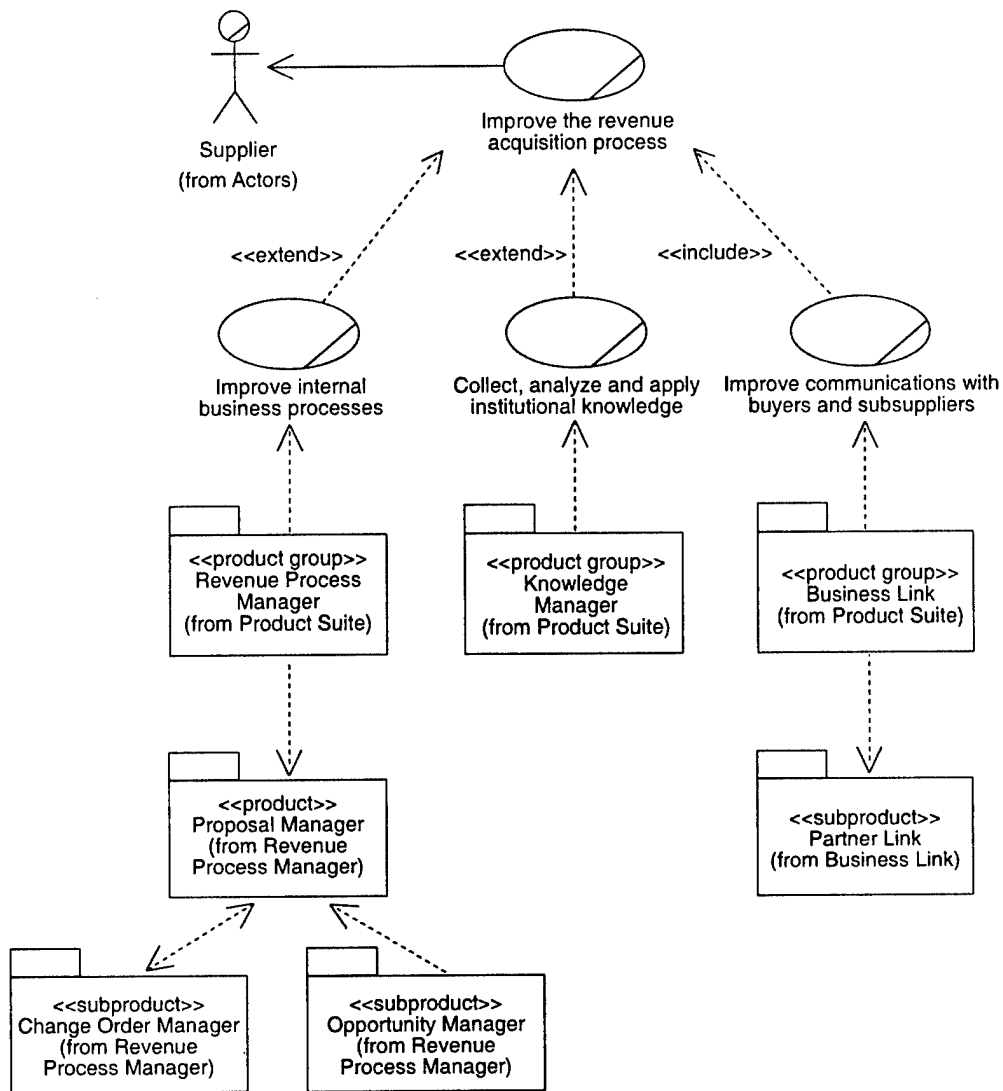 Improve the revenue
acquisition process
Supplier
(from Actors)
<<extend>>
<<extend>>
<<include>>
Improve internal
business processes
Collect, analyze and apply
institutional knowledge
Improve communications with
buyers and subsuppliers
<<product group>>
Revenue Process
Manager
(from Product Suite)
<<product group>>
Knowledge
Manager
(from Product Suite)
<<product group>>
Business Link
(from Product Suite)
<<product>>
Proposal Manager
(from Revenue
Process Manager)
<<subproduct>>
Partner Link
(from Business Link)
<<subproduct>>
Change Order Manager
(from Revenue
Process Manager)
<<subproduct>>
Opportunity Manager
(from Revenue
Process Manager)